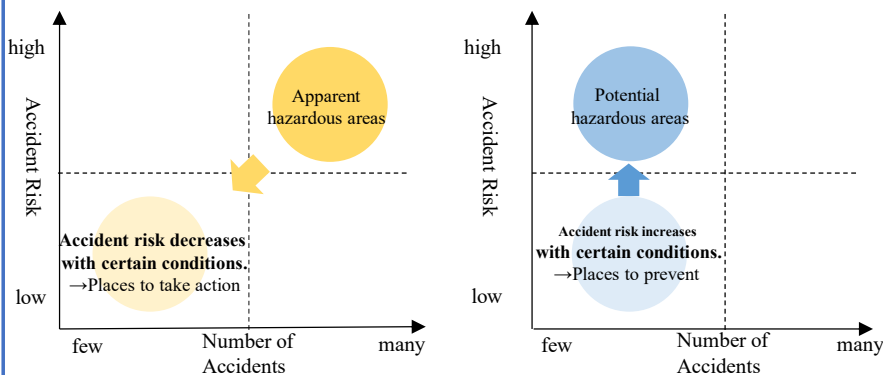 high
Accident Risk
low
Apparent
hazardous areas
Accident risk decreases
with certain conditions.
→Places to take action
few
Number of
Accidents
many
high
Accident Risk
low
Potential
hazardous areas
Accident risk increases
with certain conditions.
→Places to prevent
few
Number of
Accidents
many